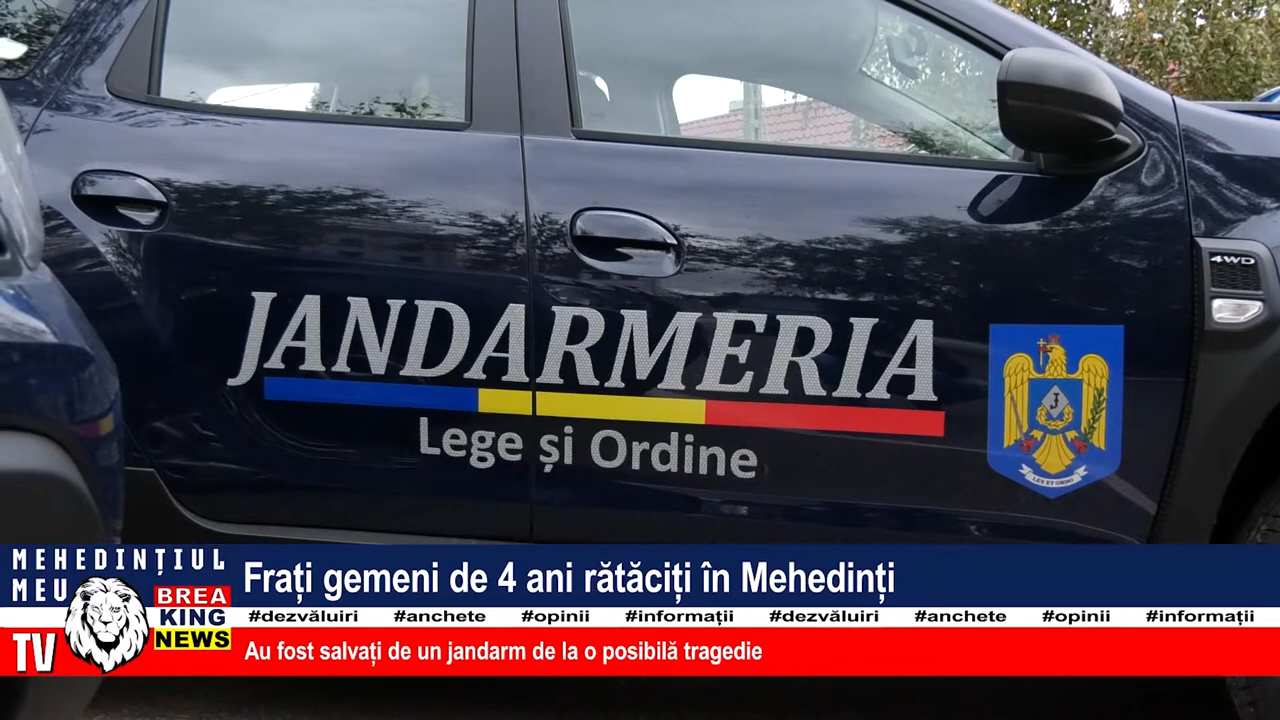 4WD
JANDARMERIA
Lege și Ordine
LEX ET ORDO
MEHEDINȚIUL
MEU
TV
BREA
KING
NEWS
Frați gemeni de 4 ani rătăciți în Mehedinți
#dezvăluiri #anchete #opinii #informații #dezvăluiri #anchete #opinii #informații
Au fost salvați de un jandarm de la o posibilă tragedie